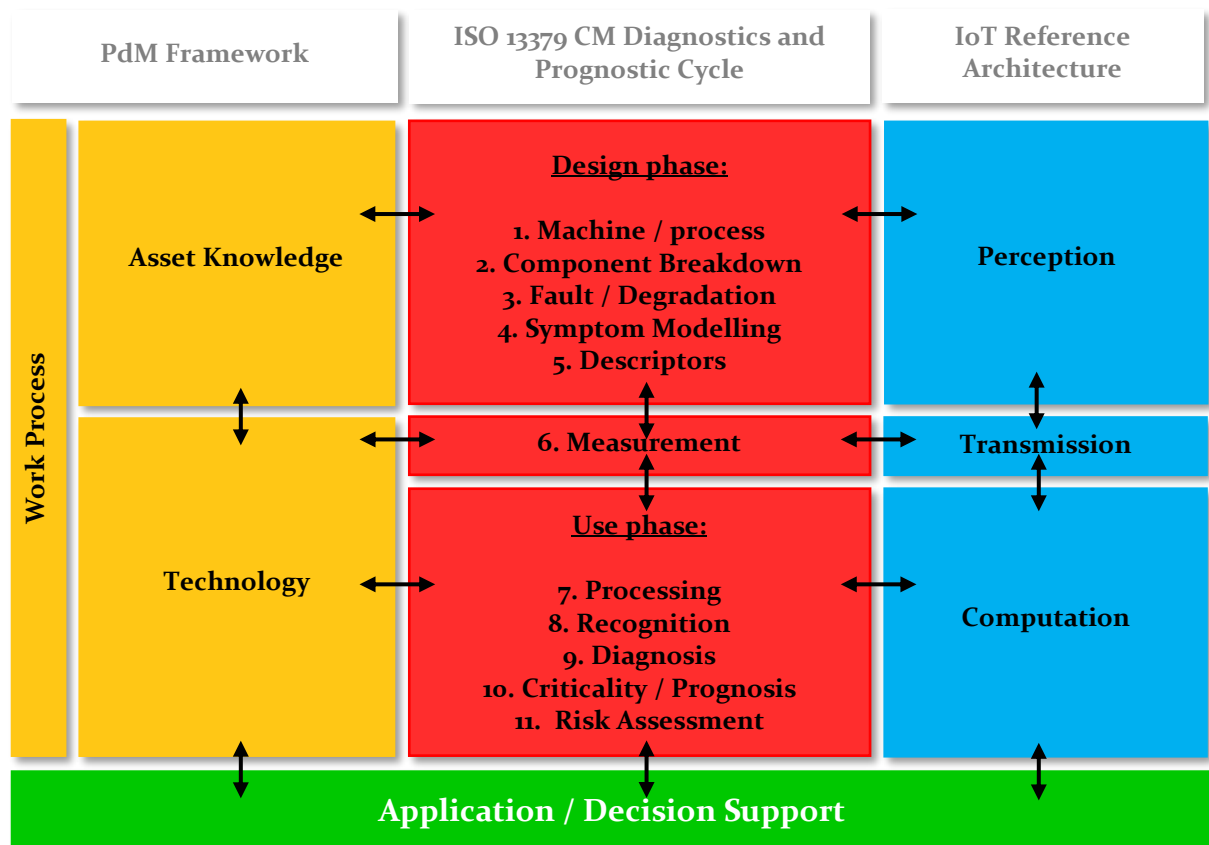 PdM Framework
ISO 13379 CM Diagnostics and
Prognostic Cycle
IoT Reference
Architecture
Work Process
Asset Knowledge
Technology
Design phase:
1. Machine / process
2. Component Breakdown
3. Fault / Degradation
4. Symptom Modelling
5. Descriptors
6. Measurement
Use phase:
7. Processing
8. Recognition
9. Diagnosis
10. Criticality / Prognosis
11. Risk Assessment
Perception
Transmission
Computation
Application / Decision Support